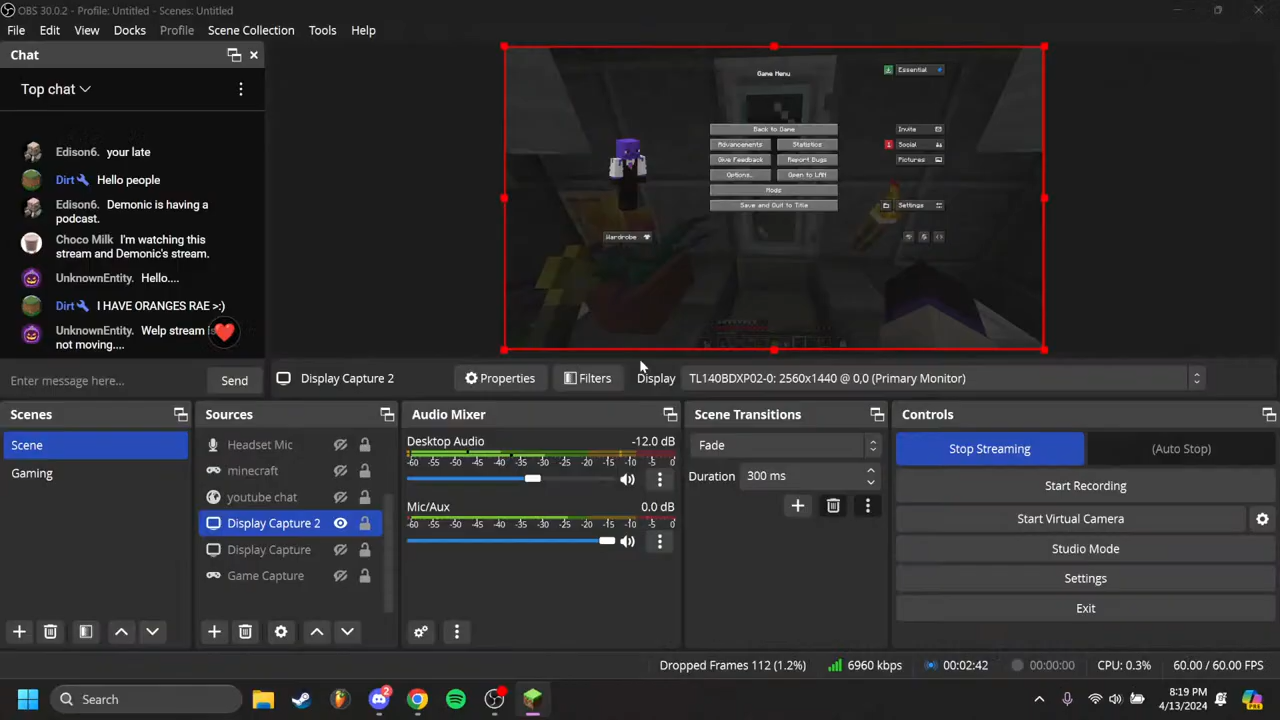 OBS 30.0.2 - Profile: Untitled - Scenes: Untitled
File Edit View Docks Profile Scene Collection Tools Help
Chat
Top chat
Edison6. your late
Dirt Hello people
Edison6. Demonic is having a
podcast.
Choco Milk I'm watching this
stream and Demonic's stream.
UnknownEntity. Hello....
Dirt I HAVE ORANGES RAE >:)
UnknownEntity. Welp stream
not moving....
Enter message here...
Send
Game Menu
Back to Game
Advancements Statistics
Give Feedback Report Bugs
Options... Open to LAN
Mods
Save and Quit to Title
Wardrobe
Essential
Invite
Social
Pictures
Settings
Display Capture 2 Properties Filters Display TL140BDXP02-0: 2560x1440 @ 0,0 (Primary Monitor)
Scenes
Scene
Gaming
Sources
Headset Mic
minecraft
youtube chat
Display Capture 2
Display Capture
Game Capture
Audio Mixer
Desktop Audio -12.0 dB
-60 -55 -50 -45 -40 -35 -30 -25 -20 -15 -10 -5 0
Mic/Aux 0.0 dB
-60 -55 -50 -45 -40 -35 -30 -25 -20 -15 -10 -5 0
Scene Transitions
Fade
Duration 300 ms
Controls
Stop Streaming (Auto Stop)
Start Recording
Start Virtual Camera
Studio Mode
Settings
Exit
Dropped Frames 112 (1.2%) 6960 kbps 00:02:42 00:00:00 CPU: 0.3% 60.00 / 60.00 FPS
Search
2
8:19 PM
4/13/2024
PRE